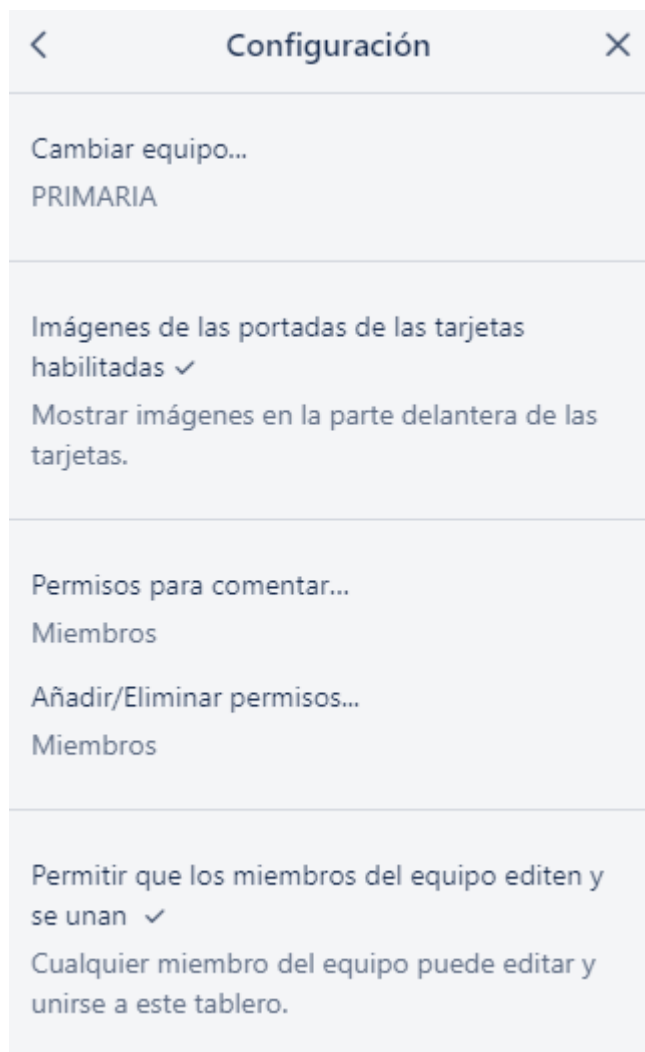 Configuración
Cambiar equipo...
PRIMARIA
Imágenes de las portadas de las tarjetas
habilitadas ✓
Mostrar imágenes en la parte delantera de las
tarjetas.
Permisos para comentar...
Miembros
Añadir/Eliminar permisos...
Miembros
Permitir que los miembros del equipo editen y
se unan ✓
Cualquier miembro del equipo puede editar y
unirse a este tablero.